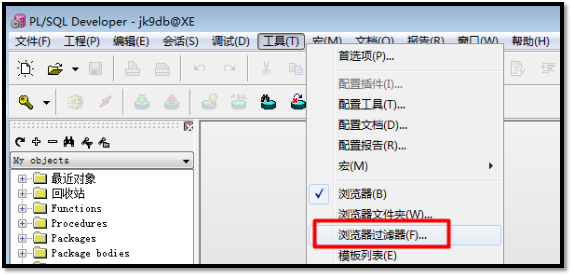 PL/SQL Developer - jk9db@XE
文件(F) 工程(P) 编辑(E) 会话(S) 调试(D) 工具(T) 宏(M) 文档(O) 报告(R) 窗口(W) 帮助(H)
首选项(P)...
配置插件(I)...
配置工具(T)...
配置文档(D)...
配置报告(R)...
宏(M)
浏览器(B)
浏览器文件夹(W)...
浏览器过滤器(F)...
模板列表(E)
My objects
最近对象
回收站
Functions
Procedures
Packages
Package bodies